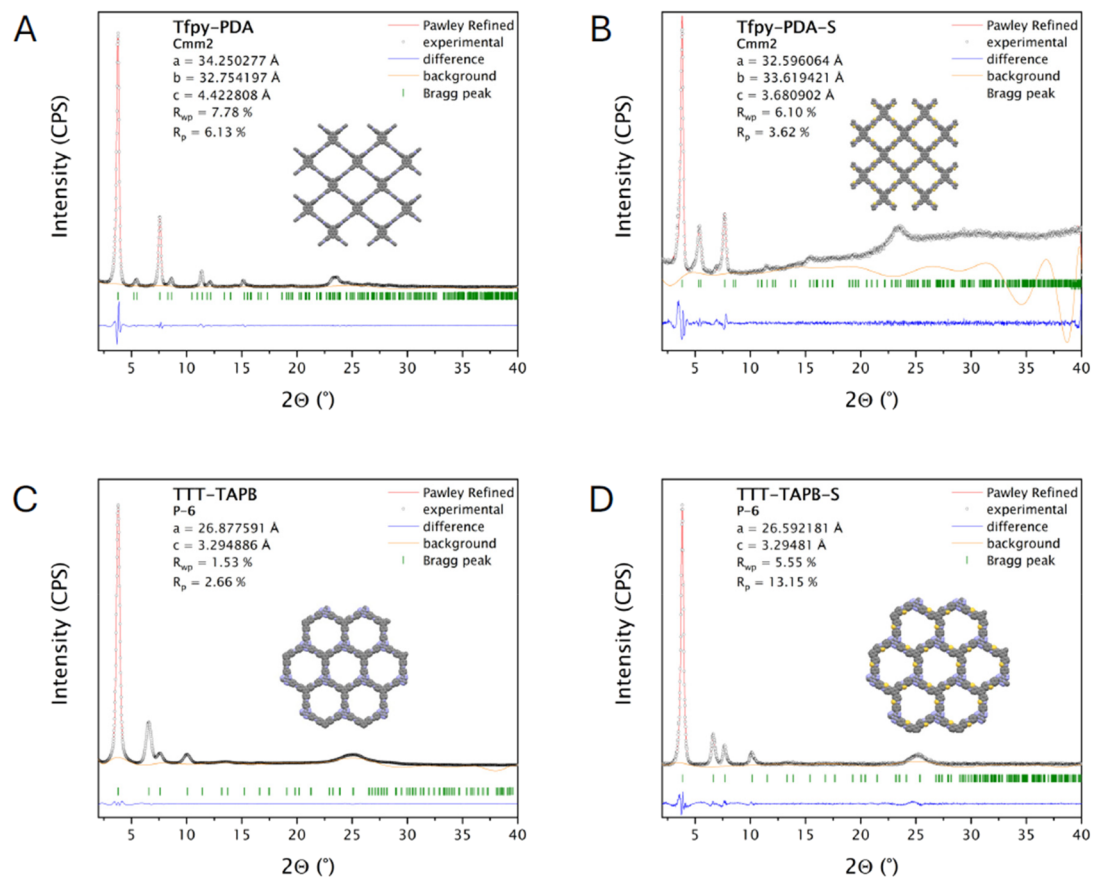 A
Tfpy-PDA
Cmm2
a = 34.250277 Å
b = 32.754197 Å
c = 4.422808 Å
Rwp = 7.78 %
Rp = 6.13 %
Pawley Refined
experimental
difference
background
Bragg peak
Intensity (CPS)
5 10 15 20 25 30 35 40
2Θ (°)
B
Tfpy-PDA-S
Cmm2
a = 32.596064 Å
b = 33.619421 Å
c = 3.680902 Å
Rwp = 6.10 %
Rp = 3.62 %
Pawley Refined
experimental
difference
background
Bragg peak
Intensity (CPS)
5 10 15 20 25 30 35 40
2Θ (°)
C
TTT-TAPB
P-6
a = 26.877591 Å
c = 3.294886 Å
Rwp = 1.53 %
Rp = 2.66 %
Pawley Refined
experimental
difference
background
Bragg peak
Intensity (CPS)
5 10 15 20 25 30 35 40
2Θ (°)
D
TTT-TAPB-S
P-6
a = 26.592181 Å
c = 3.29481 Å
Rwp = 5.55 %
Rp = 13.15 %
Pawley Refined
experimental
difference
background
Bragg peak
Intensity (CPS)
5 10 15 20 25 30 35 40
2Θ (°)